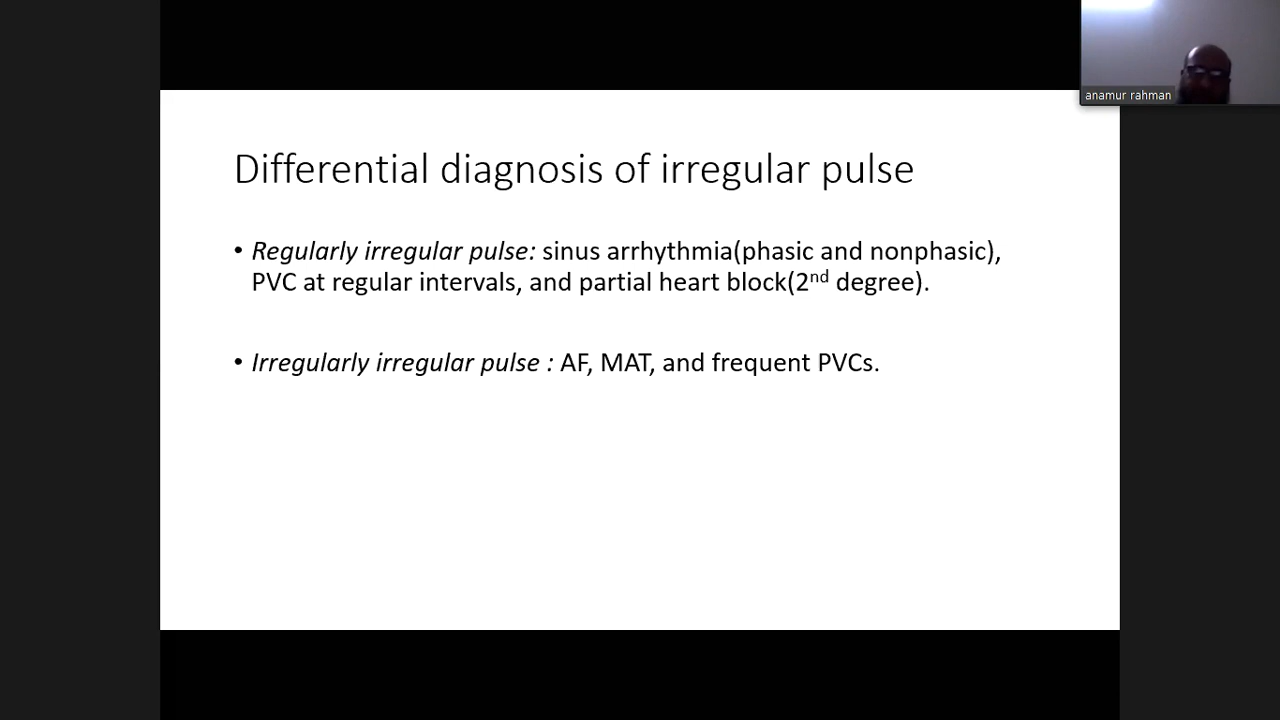 anamur rahman
Differential diagnosis of irregular pulse
• Regularly irregular pulse: sinus arrhythmia(phasic and nonphasic),
PVC at regular intervals, and partial heart block(2nd degree).
• Irregularly irregular pulse : AF, MAT, and frequent PVCs.